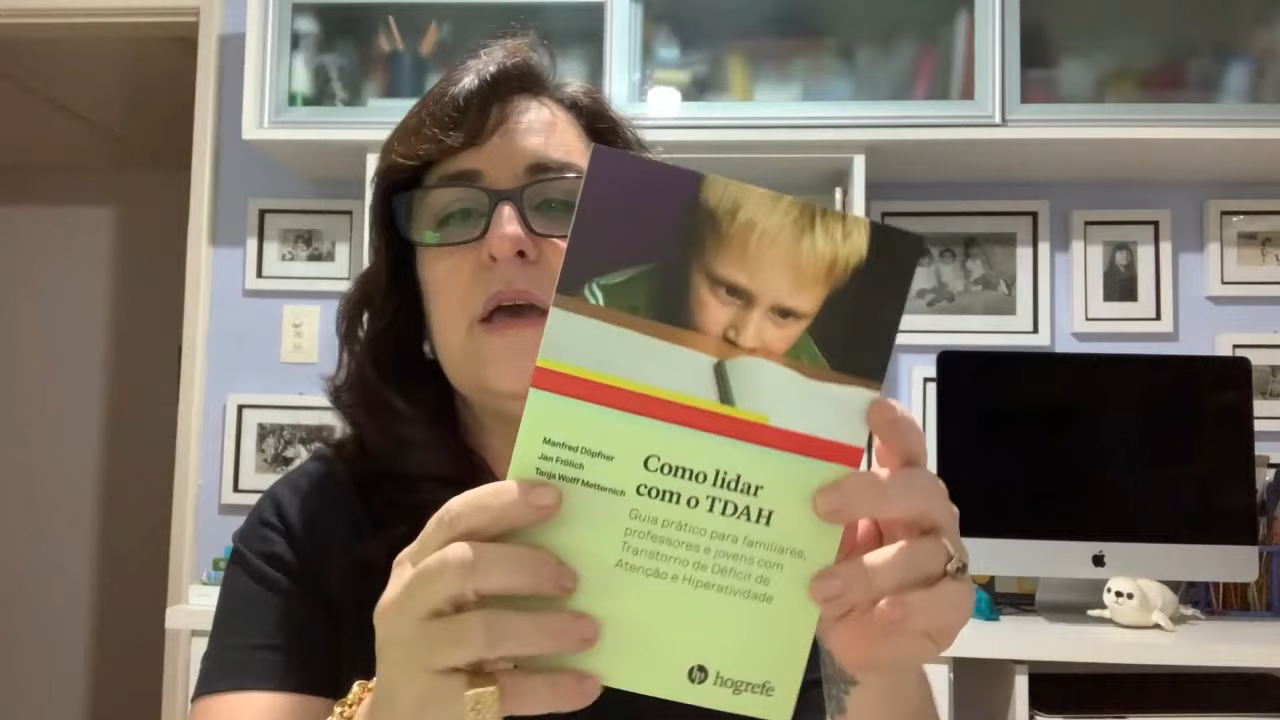 Manfred Döpfner
Jan Frölich
Tanja Wolff Metternich
Como lidar
com o TDAH
Guia prático para familiares,
professores e jovens com
Transtorno de Déficit de
Atenção e Hiperatividade
hogrefe